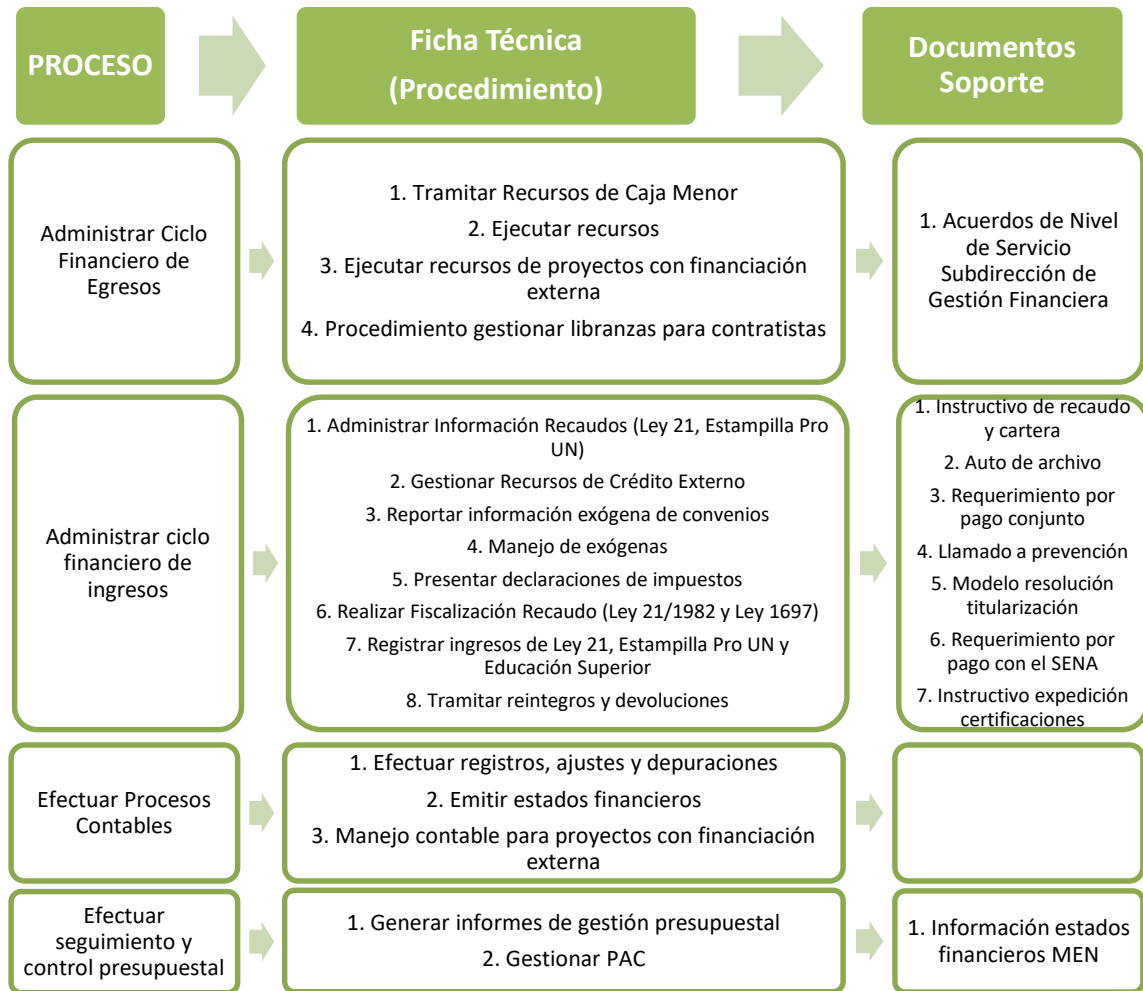 PROCESO
Ficha Técnica
(Procedimiento)
Documentos
Soporte
Administrar Ciclo
Financiero de
Egresos
1. Tramitar Recursos de Caja Menor
2. Ejecutar recursos
3. Ejecutar recursos de proyectos con financiación
externa
4. Procedimiento gestionar libranzas para contratistas
1. Acuerdos de Nivel
de Servicio
Subdirección de
Gestión Financiera
Administrar ciclo
financiero de
ingresos
1. Administrar Información Recaudos (Ley 21, Estampilla Pro
UN)
2. Gestionar Recursos de Crédito Externo
3. Reportar información exógena de convenios
4. Manejo de exógenas
5. Presentar declaraciones de impuestos
6. Realizar Fiscalización Recaudo (Ley 21/1982 y Ley 1697)
7. Registrar ingresos de Ley 21, Estampilla Pro UN y
Educación Superior
8. Tramitar reintegros y devoluciones
1. Instructivo de recaudo
y cartera
2. Auto de archivo
3. Requerimiento por
pago conjunto
4. Llamado a prevención
5. Modelo resolución
titularización
6. Requerimiento por
pago con el SENA
7. Instructivo expedición
certificaciones
Efectuar Procesos
Contables
1. Efectuar registros, ajustes y depuraciones
2. Emitir estados financieros
3. Manejo contable para proyectos con financiación
externa
Efectuar
seguimiento y
control presupuestal
1. Generar informes de gestión presupuestal
2. Gestionar PAC
1. Información estados
financieros MEN